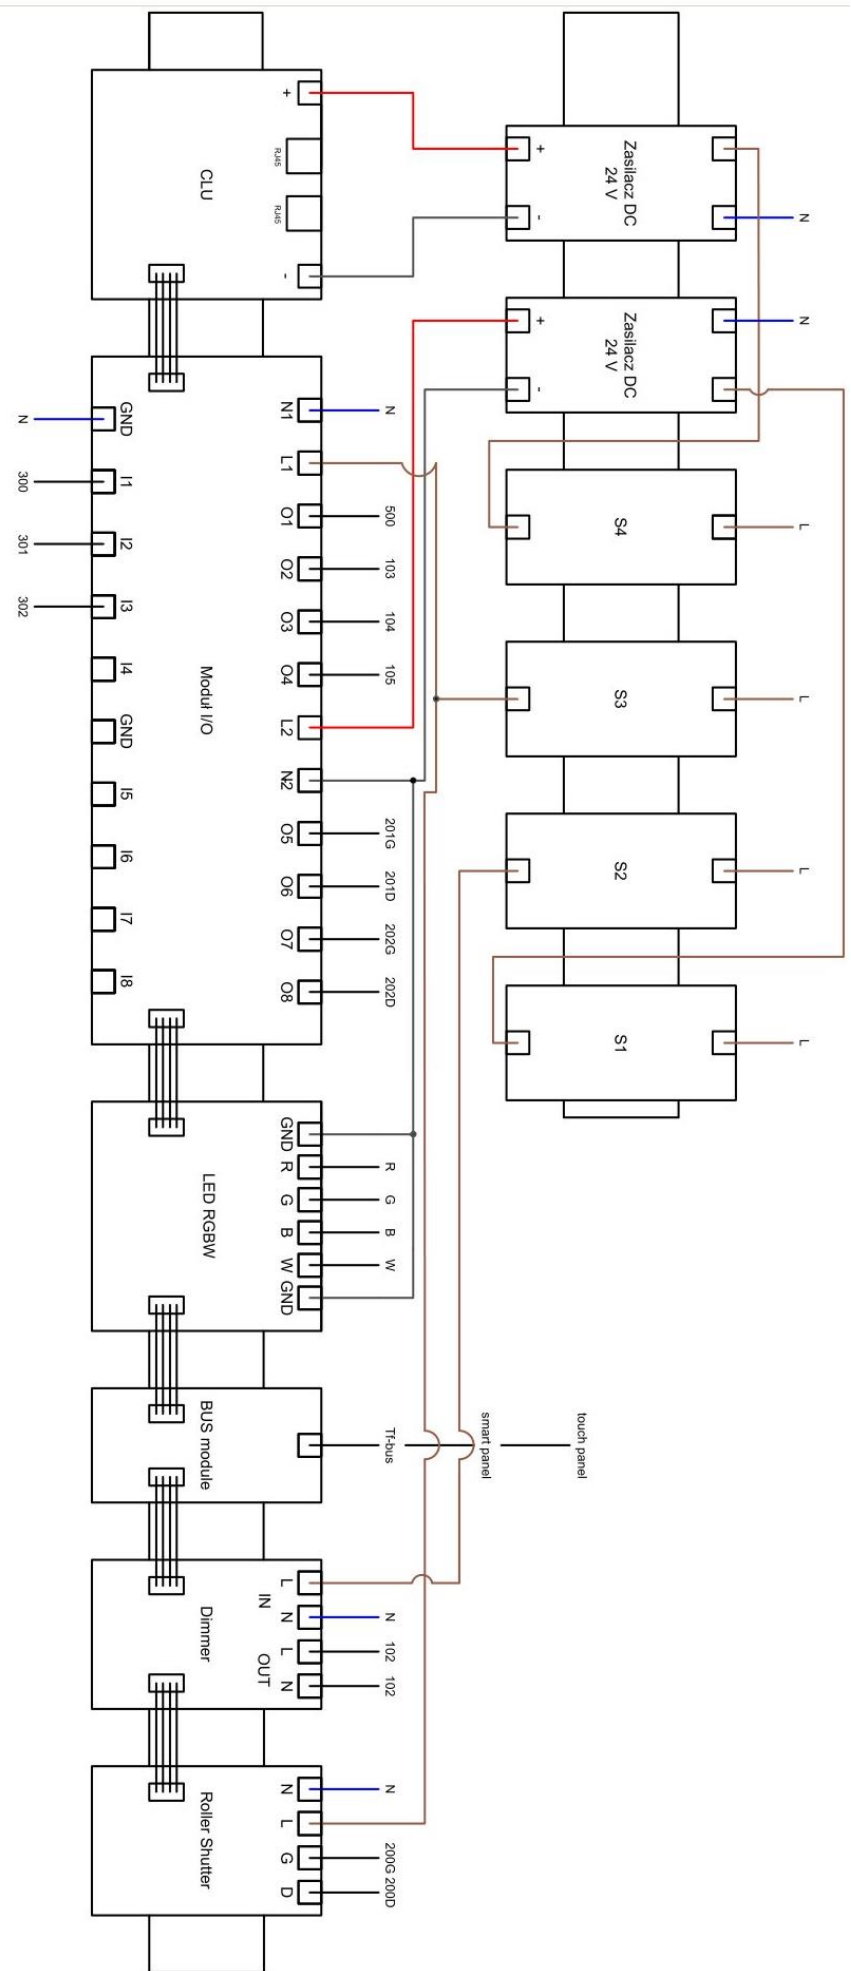 N
N
L
L
L
L
Zasilacz DC
24 V
+
-
Zasilacz DC
24 V
+
-
S4
S3
S2
S1
touch panel
smart panel
N
500
103
104
105
201G
201D
202G
202D
R
G
B
W
Tf-bus
N
102
102
N
200G
200D
+
RJ45
RJ45
-
CLU
N1
L1
O1
O2
O3
O4
L2
N2
O5
O6
O7
O8
Moduł I/O
GND
I1
I2
I3
I4
GND
I5
I6
I7
I8
N
300
301
302
GND
R
G
B
W
GND
LED RGBW
BUS module
L
N
L
N
IN
OUT
Dimmer
N
L
G
D
Roller Shutter